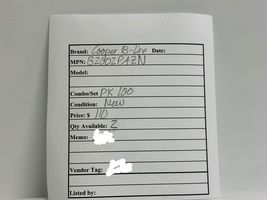 Brand: Cooper B-Line Date:
MPN: B2002PAZN
Model:
Combo/Set PK 100
Condition: New
Price: $ 110
Qty Available: 2
Memo:
Vendor Tag:
Listed by: